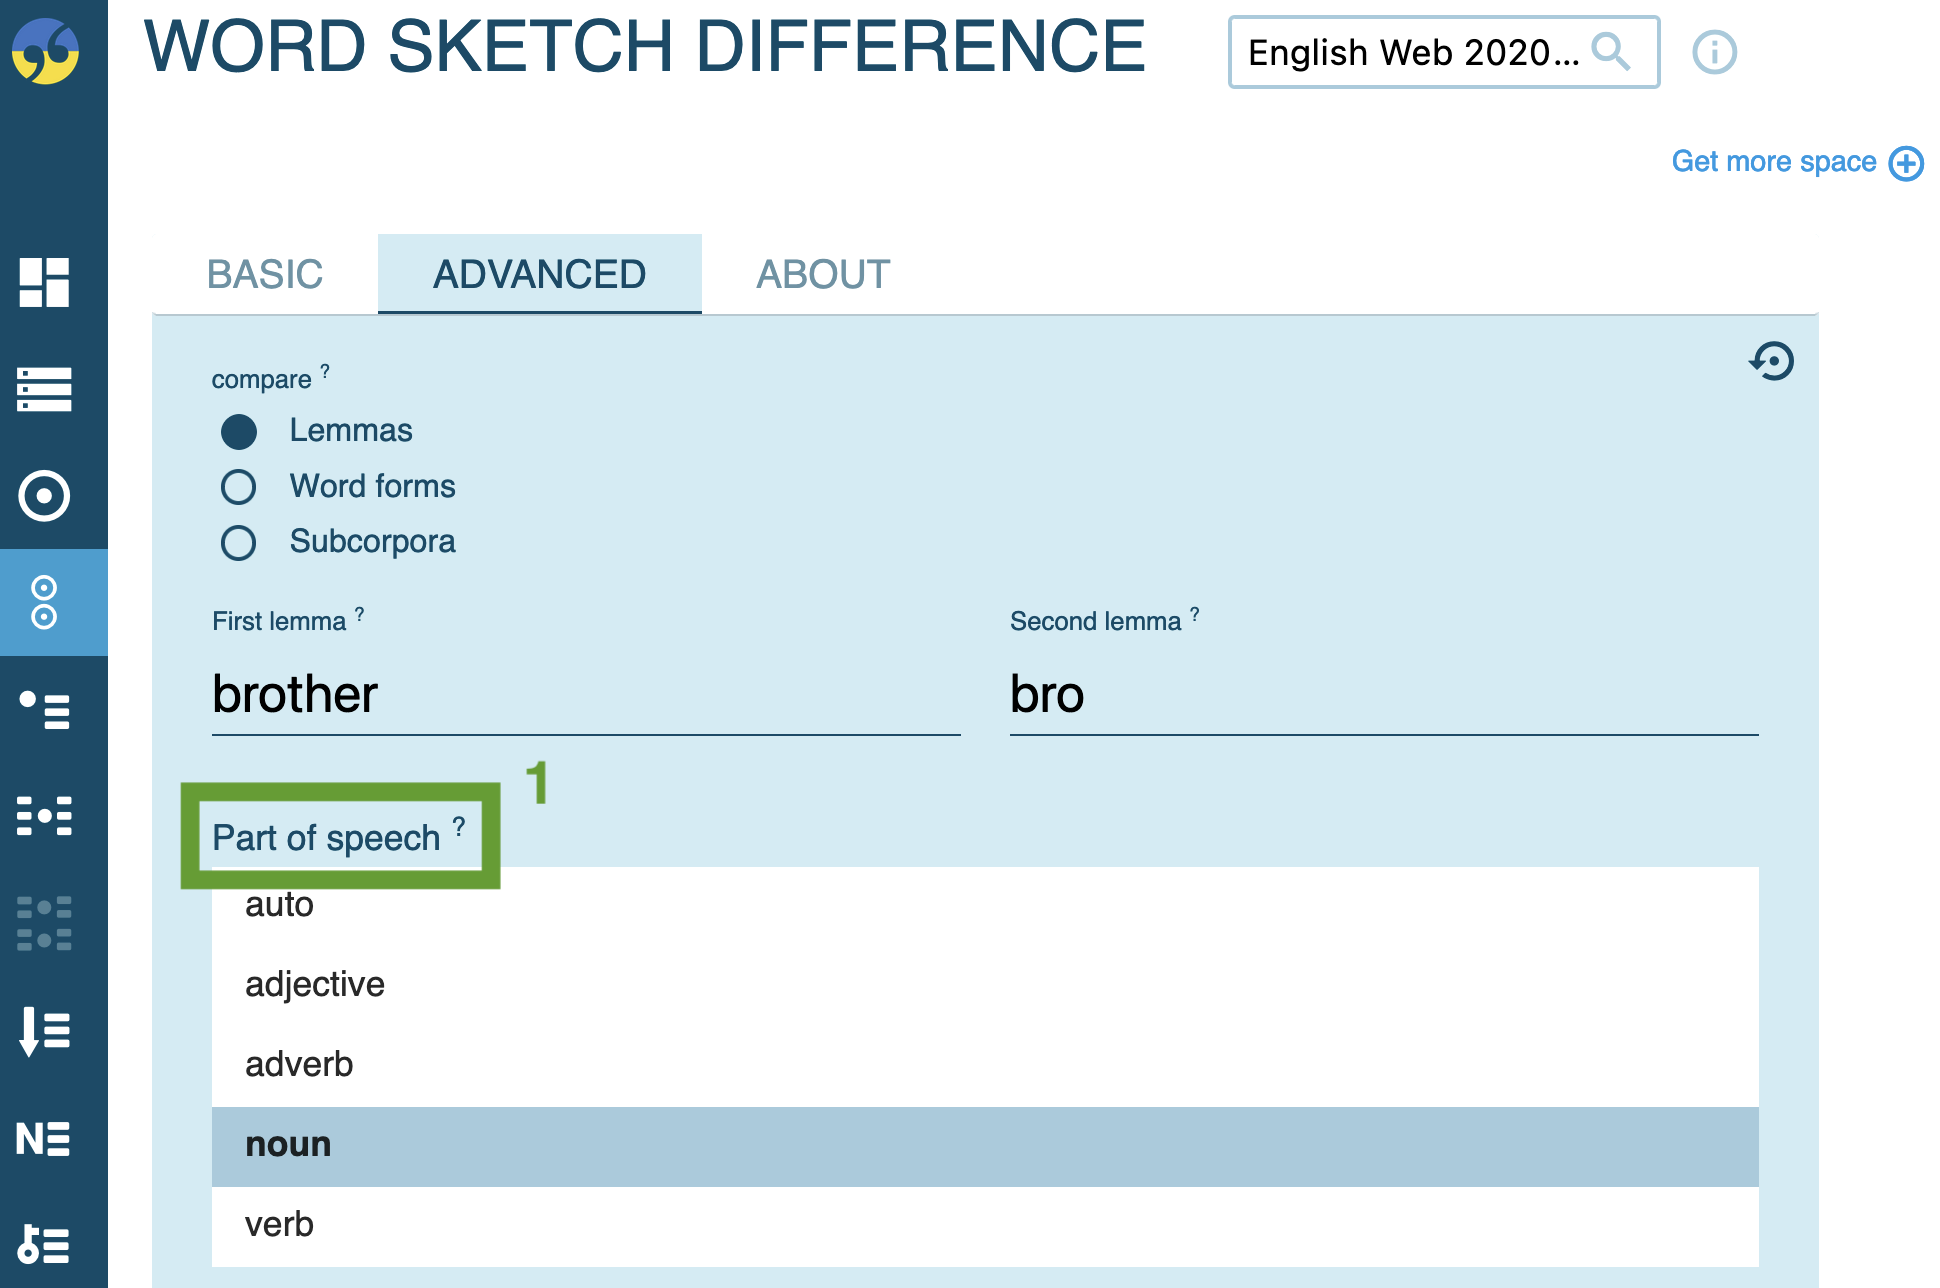 WORD SKETCH DIFFERENCE
English Web 2020...
Get more space
BASIC ADVANCED ABOUT
compare ?
Lemmas
Word forms
Subcorpora
First lemma ? Second lemma ?
brother bro
1
Part of speech ?
auto
adjective
adverb
noun
verb
N